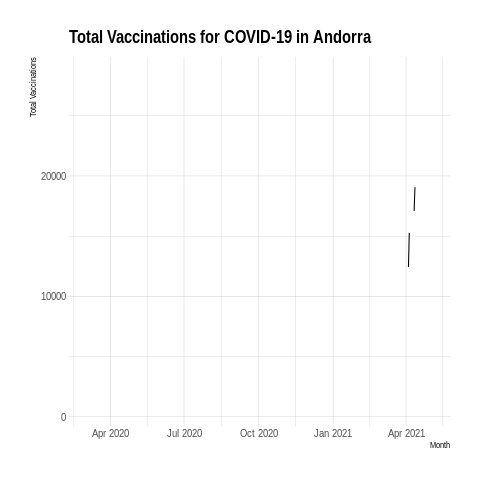 Total Vaccinations for COVID-19 in Andorra
Total Vaccinations
20000
10000
0
Apr 2020 Jul 2020 Oct 2020 Jan 2021 Apr 2021
Month